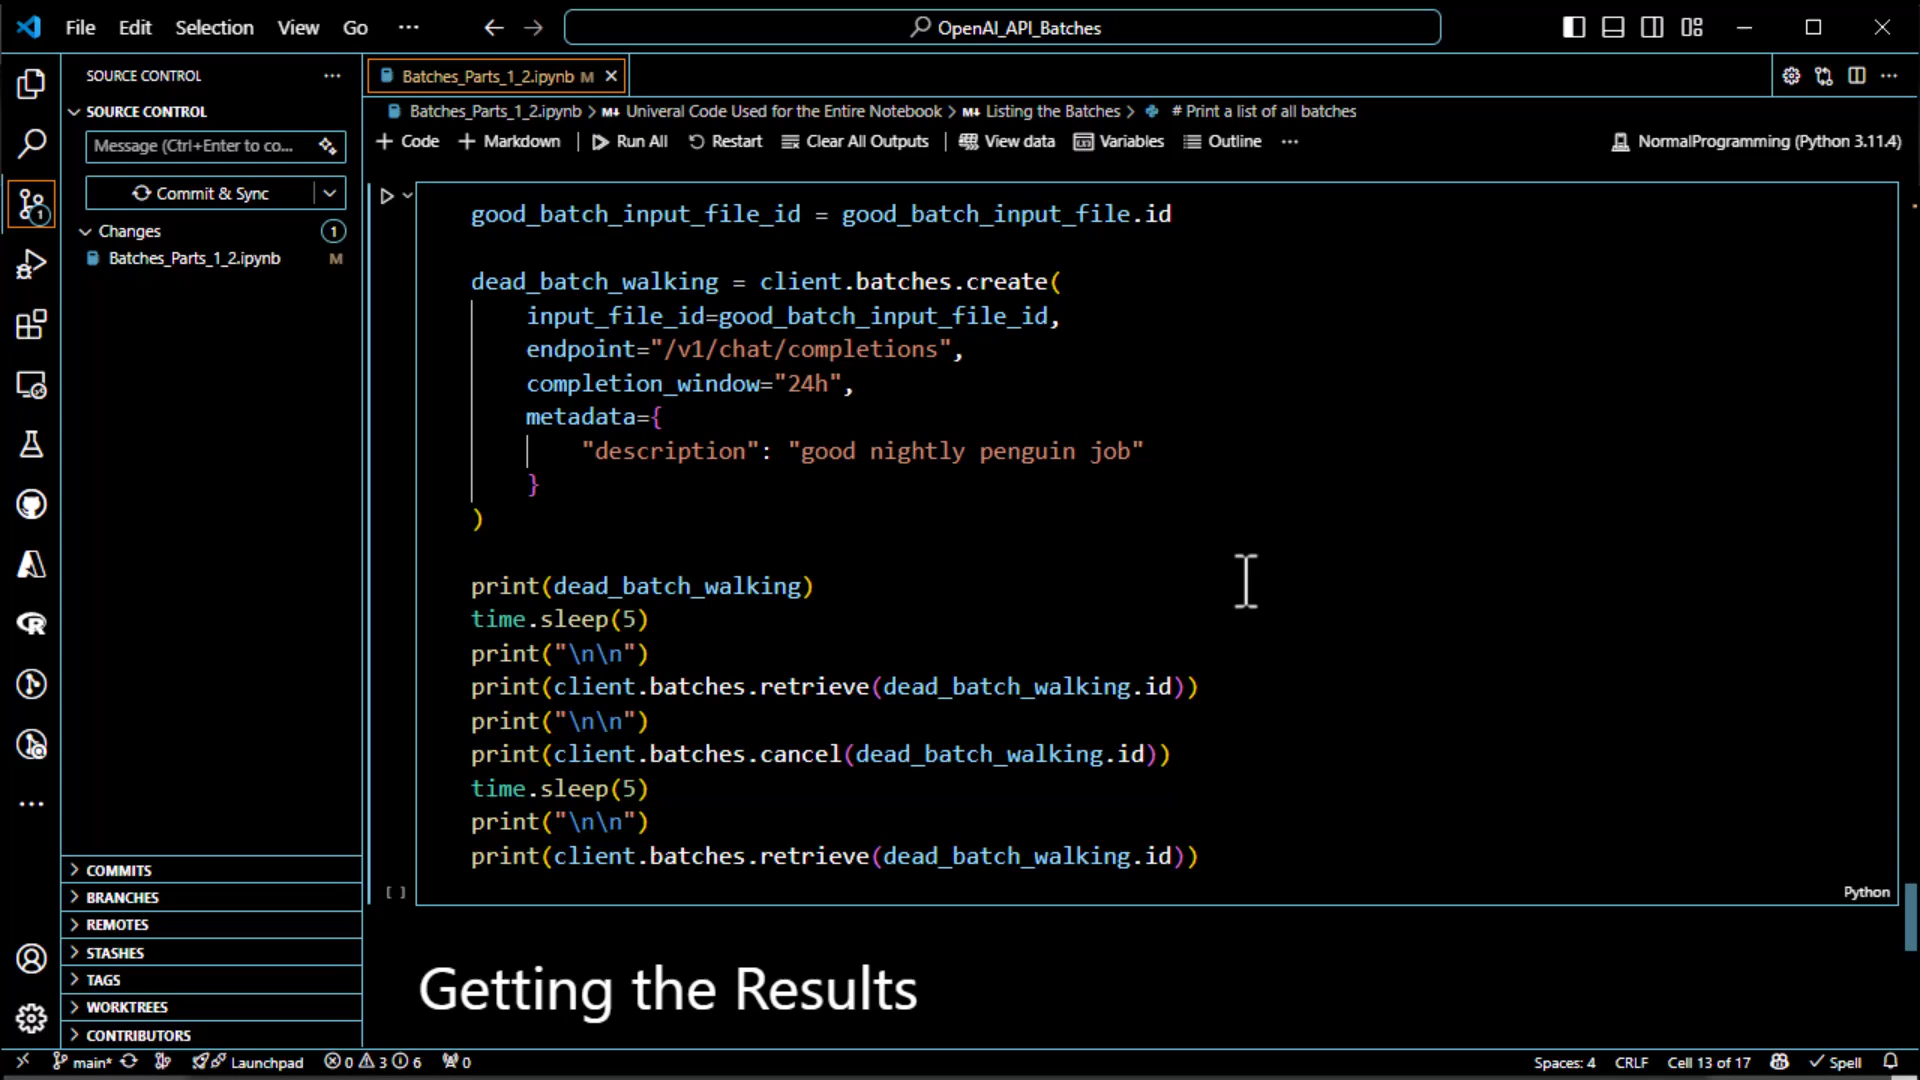 File Edit Selection View Go ··· OpenAI_API_Batches
SOURCE CONTROL ···
SOURCE CONTROL
Message (Ctrl+Enter to co...
Commit & Sync
Changes 1
Batches_Parts_1_2.ipynb M
COMMITS
BRANCHES
REMOTES
STASHES
TAGS
WORKTREES
CONTRIBUTORS
Batches_Parts_1_2.ipynb M
Batches_Parts_1_2.ipynb > M↓ Univeral Code Used for the Entire Notebook > M↓ Listing the Batches > # Print a list of all batches
+ Code + Markdown Run All Restart Clear All Outputs View data Variables Outline ··· NormalProgramming (Python 3.11.4)
good_batch_input_file_id = good_batch_input_file.id
dead_batch_walking = client.batches.create(
input_file_id=good_batch_input_file_id,
endpoint="/v1/chat/completions",
completion_window="24h",
metadata={
"description": "good nightly penguin job"
}
)
print(dead_batch_walking)
time.sleep(5)
print("\n\n")
print(client.batches.retrieve(dead_batch_walking.id))
print("\n\n")
print(client.batches.cancel(dead_batch_walking.id))
time.sleep(5)
print("\n\n")
print(client.batches.retrieve(dead_batch_walking.id))
[ ] Python
Getting the Results
main* Launchpad 0 3 6 0 Spaces: 4 CRLF Cell 13 of 17 Spell